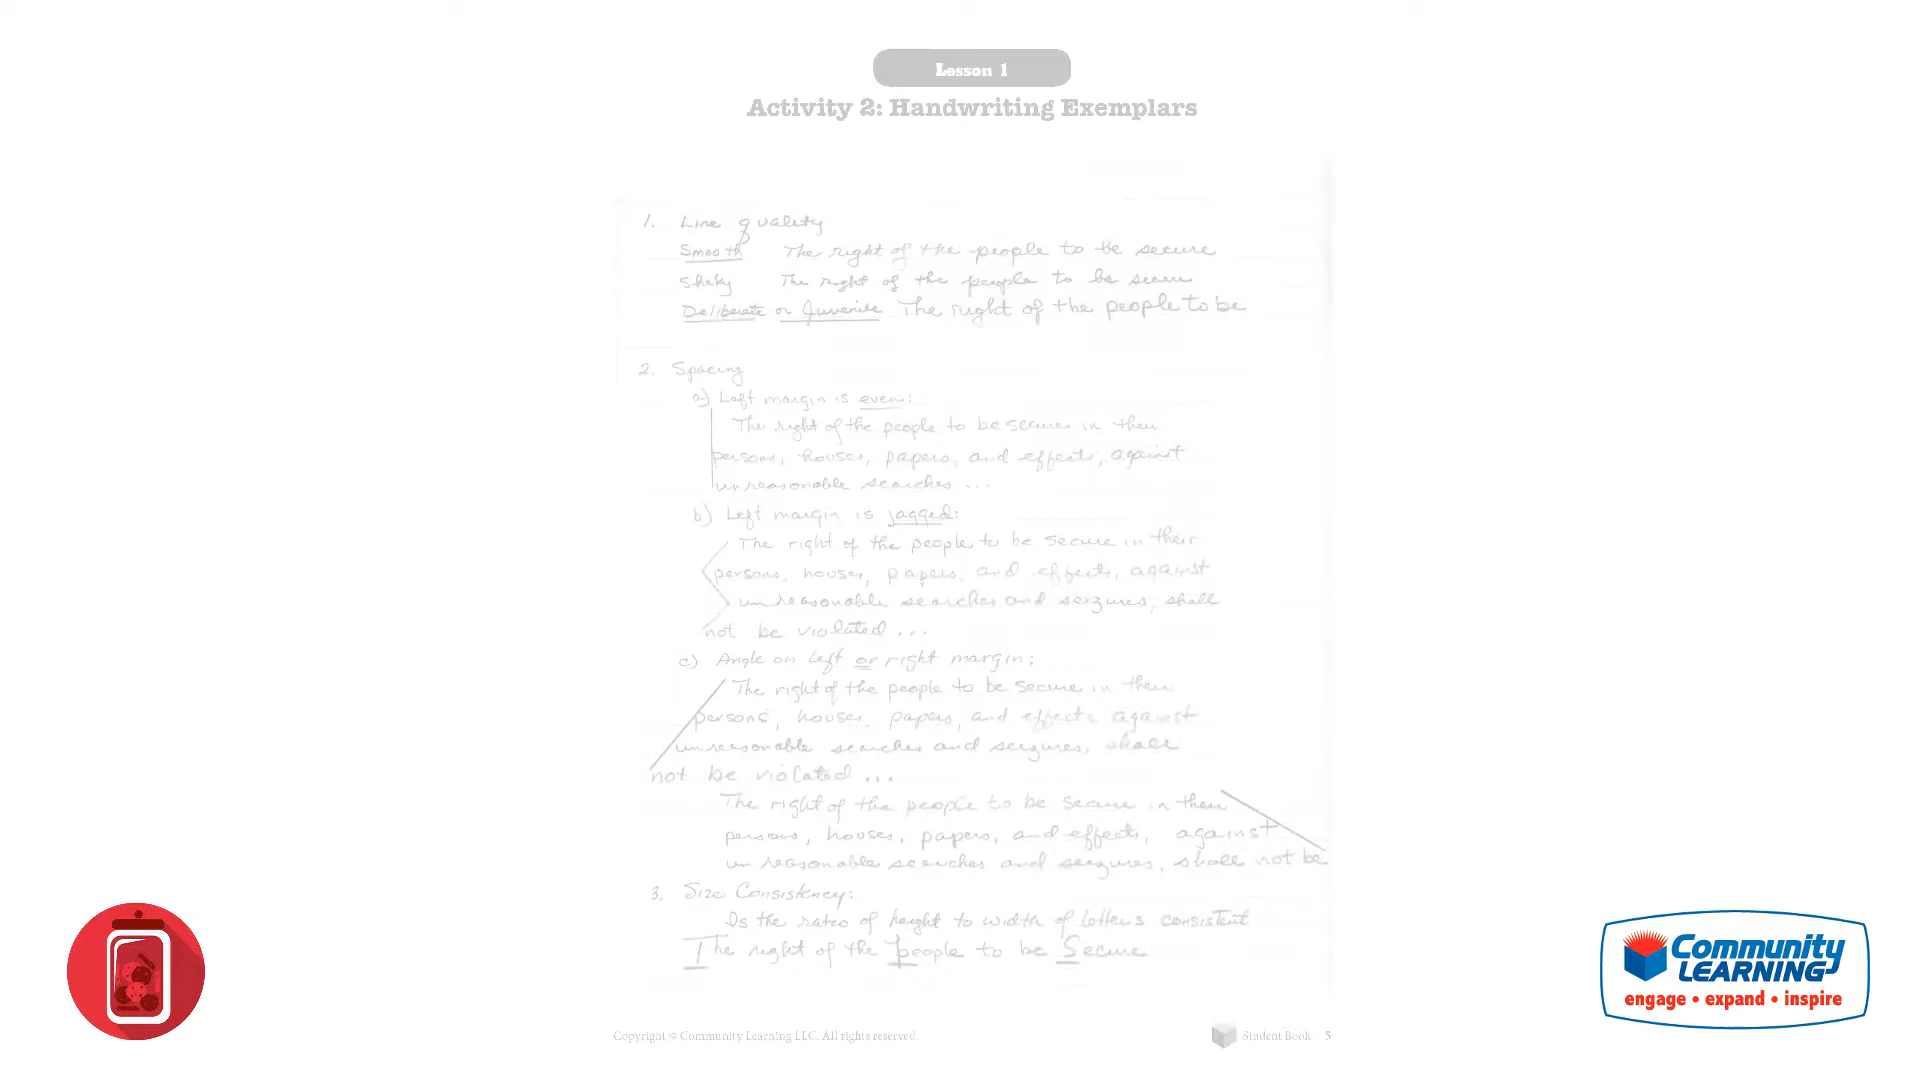 Lesson 1
Activity 2: Handwriting Exemplars
1. Line quality
Smooth The right of the people to be secure
Shaky The right of the people to be secure
Deliberate or Juvenile The right of the people to be
2. Spacing
a) Left margin is even:
The right of the people to be secure in their
persons, houses, papers, and effects, against
unreasonable searches ...
b) Left margin is jagged:
The right of the people to be secure in their
persons, houses, papers, and effects, against
unreasonable searches and seizures, shall
not be violated ...
c) Angle on left or right margin:
The right of the people to be secure in their
persons, houses, papers, and effects against
unreasonable searches and seizures, shall
not be violated ...
The right of the people to be secure in their
persons, houses, papers, and effects, against
unreasonable searches and seizures, shall not be
3. Size Consistency:
Is the ratio of height to width of letters consistent
The right of the people to be Secure
Copyright © Community Learning LLC. All rights reserved.
Student Book 5
Community
LEARNING
engage • expand • inspire